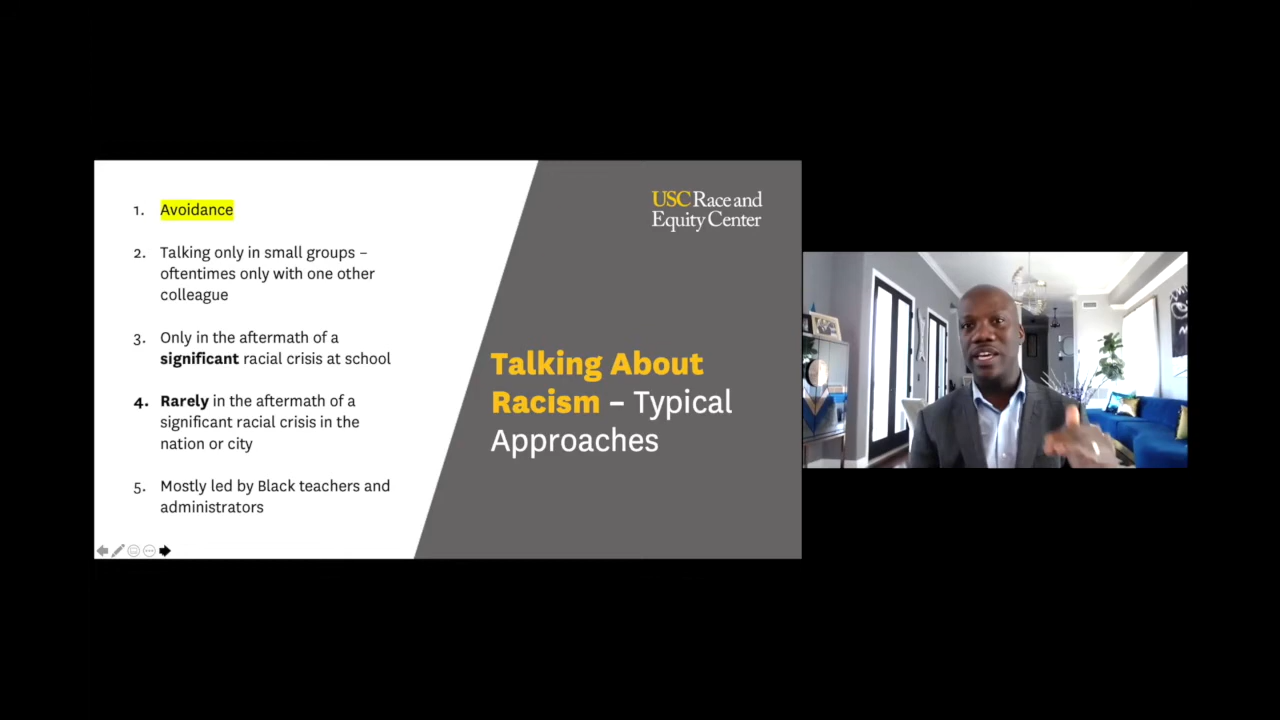 1. Avoidance
2. Talking only in small groups –
oftentimes only with one other
colleague
3. Only in the aftermath of a
significant racial crisis at school
4. Rarely in the aftermath of a
significant racial crisis in the
nation or city
5. Mostly led by Black teachers and
administrators
USC Race and
Equity Center
Talking About
Racism – Typical
Approaches